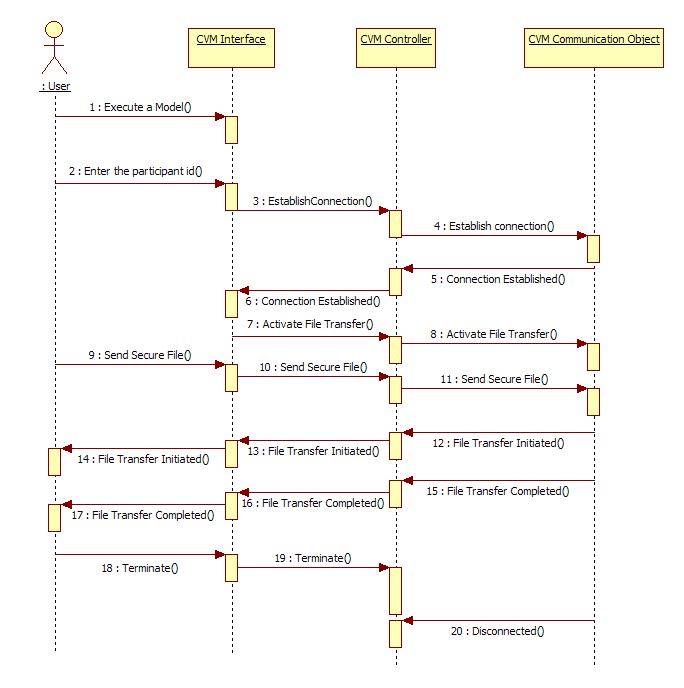 CVM Interface
CVM Controller
CVM Communication Object
: User
1 : Execute a Model()
2 : Enter the participant id()
3 : EstablishConnection()
4 : Establish connection()
5 : Connection Established()
6 : Connection Established()
7 : Activate File Transfer()
8 : Activate File Transfer()
9 : Send Secure File()
10 : Send Secure File()
11 : Send Secure File()
12 : File Transfer Initiated()
13 : File Transfer Initiated()
14 : File Transfer Initiated()
15 : File Transfer Completed()
16 : File Transfer Completed()
17 : File Transfer Completed()
18 : Terminate()
19 : Terminate()
20 : Disconnected()